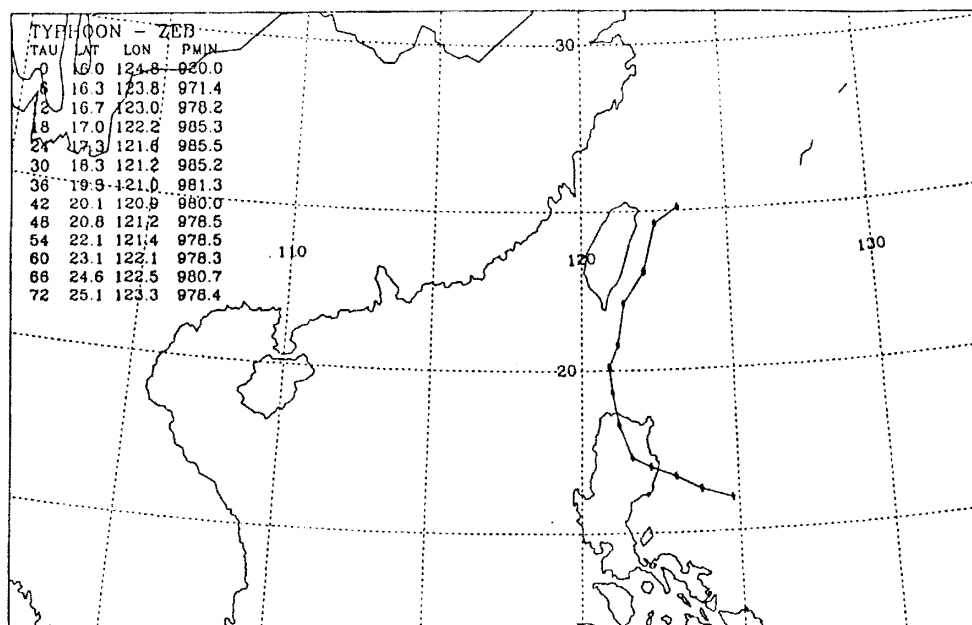 TYPHOON - ZEB
TAU LAT LON PMIN
0 16.0 124.8 920.0
6 16.3 123.8 971.4
12 16.7 123.0 978.2
18 17.0 122.2 985.3
24 17.3 121.6 985.5
30 18.3 121.2 985.2
36 19.3 121.0 981.3
42 20.1 120.9 980.0
48 20.8 121.2 978.5
54 22.1 121.4 978.5
60 23.1 122.1 978.3
66 24.6 122.5 980.7
72 25.1 123.3 978.4
30
110
120
130
20